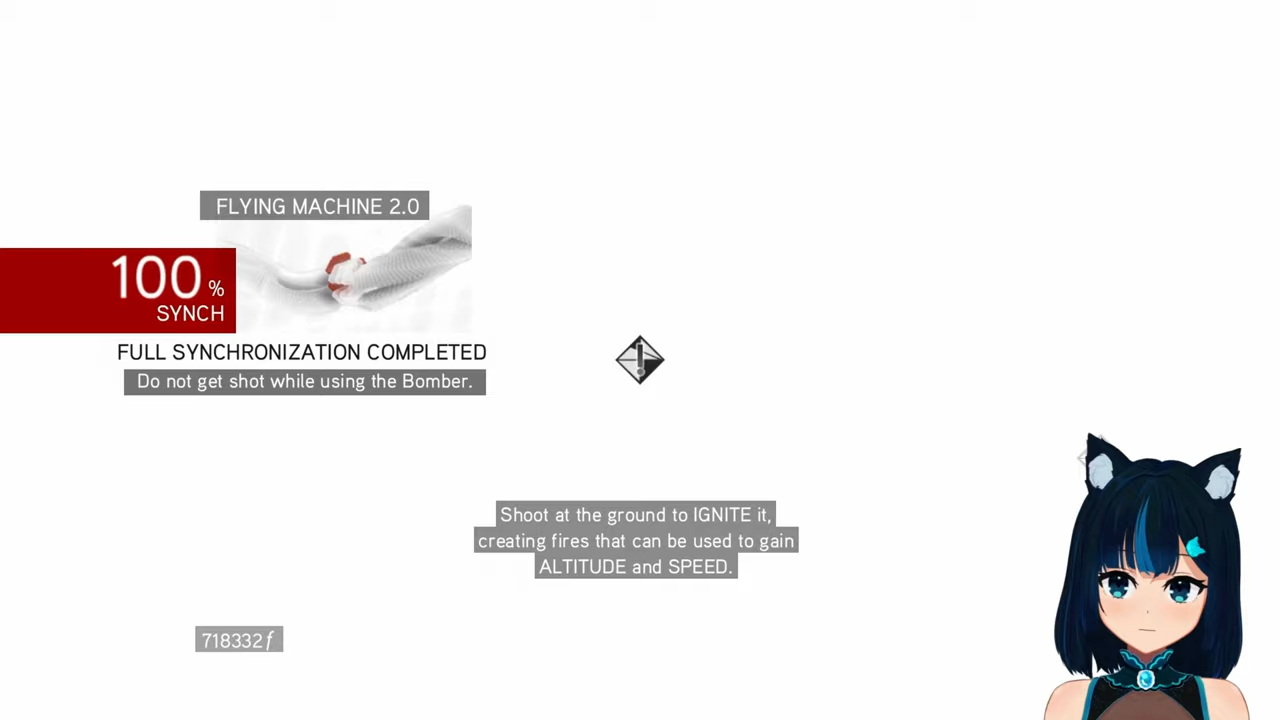 FLYING MACHINE 2.0
100 %
SYNCH
FULL SYNCHRONIZATION COMPLETED
Do not get shot while using the Bomber.
Shoot at the ground to IGNITE it,
creating fires that can be used to gain
ALTITUDE and SPEED.
718332ƒ